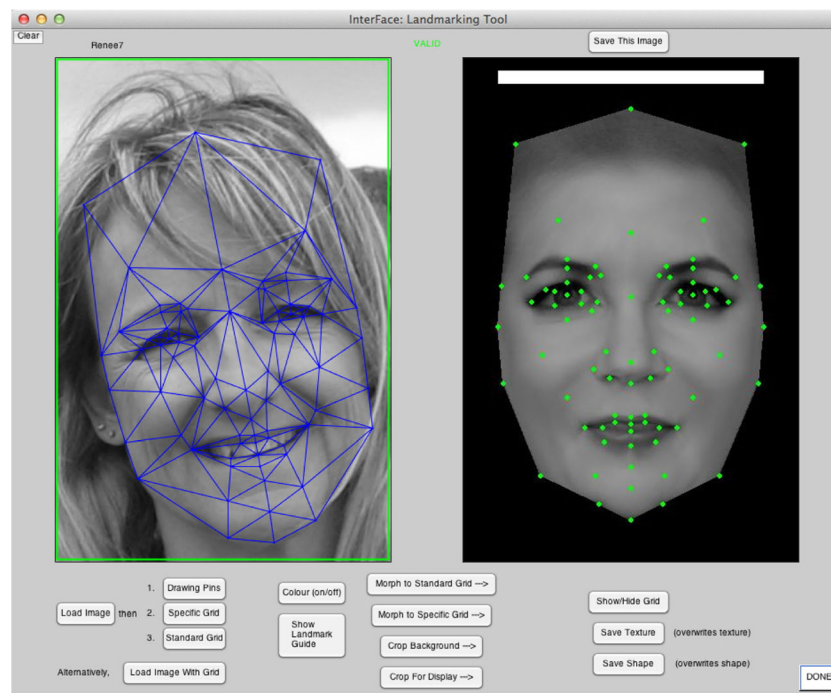 InterFace: Landmarking Tool
Clear
Renee7
VALID
Save This Image
1. Drawing Pins
Load Image then 2. Specific Grid
3. Standard Grid
Alternatively, Load Image With Grid
Colour (on/off)
Show
Landmark
Guide
Morph to Standard Grid --->
Morph to Specific Grid --->
Crop Background --->
Crop For Display --->
Show/Hide Grid
Save Texture (overwrites texture)
Save Shape (overwrites shape)
DONE